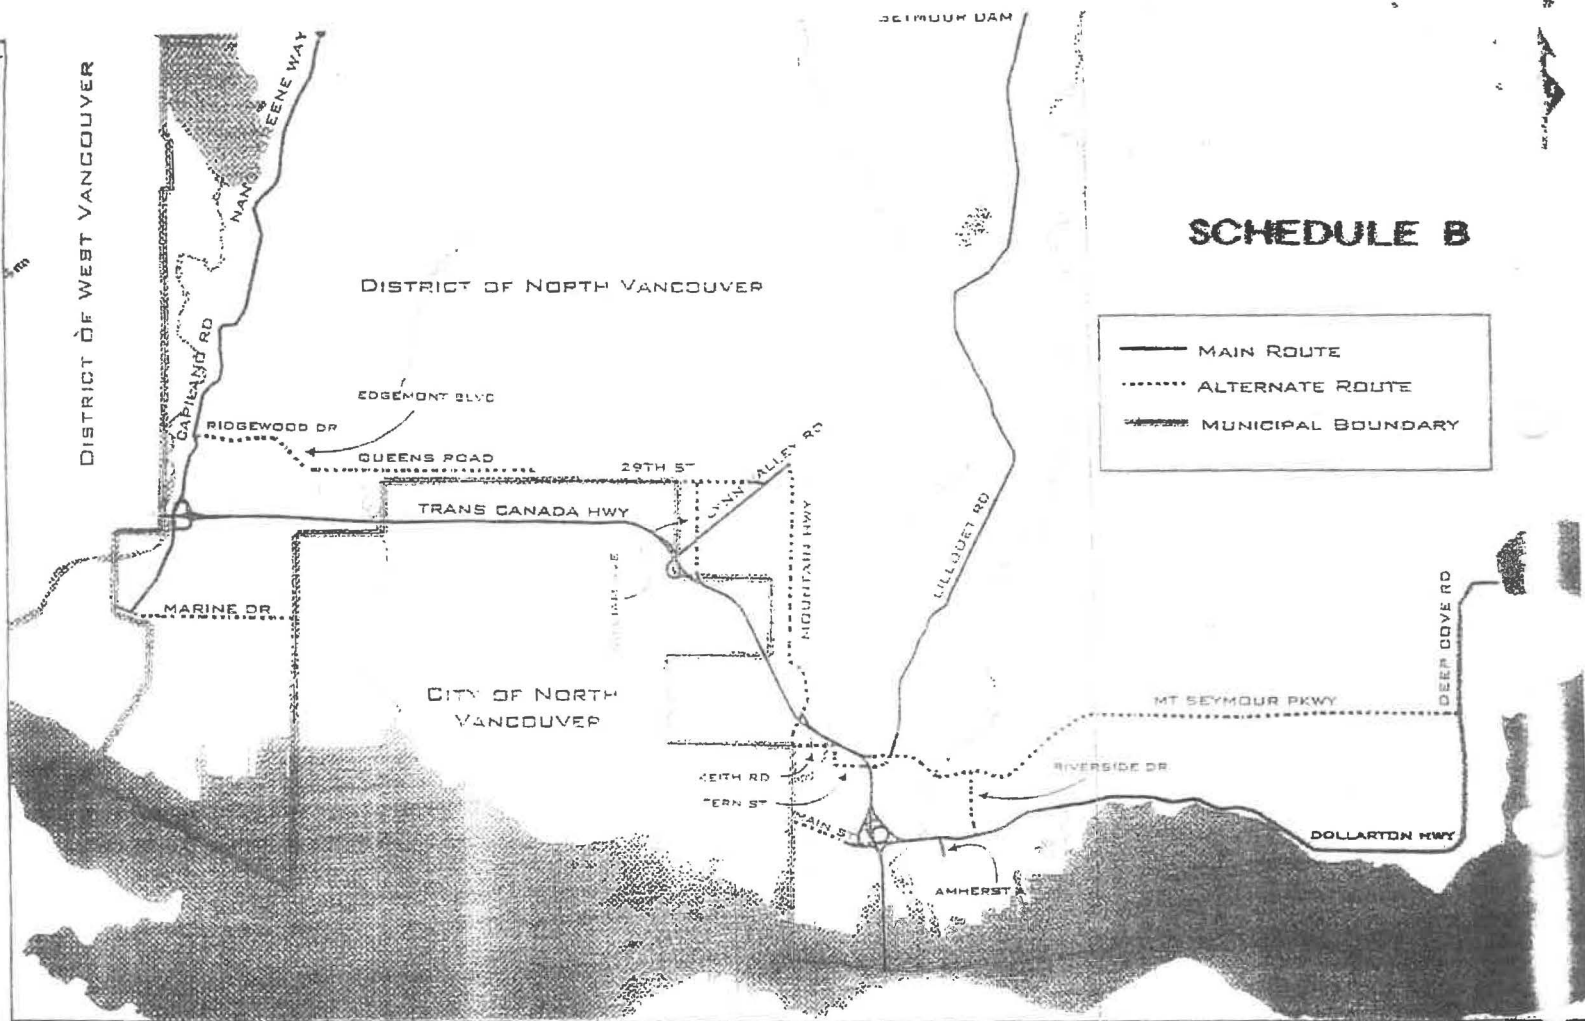 SEYMOUR DAM
DISTRICT OF WEST VANCOUVER
GREENE WAY
CAPILANO RD
SCHEDULE B
DISTRICT OF NORTH VANCOUVER
MAIN ROUTE
ALTERNATE ROUTE
MUNICIPAL BOUNDARY
EDGEMONT BLVD
RIDGEWOOD DR
QUEENS ROAD
29TH ST
LYNN VALLEY RD
TRANS CANADA HWY
MOUNTAIN HWY
LILLOOET RD
MARINE DR
DEEP COVE RD
CITY OF NORTH
VANCOUVER
MT SEYMOUR PKWY
KEITH RD
RIVERSIDE DR
FERN ST
MAIN S
DOLLARTON HWY
AMHERST A